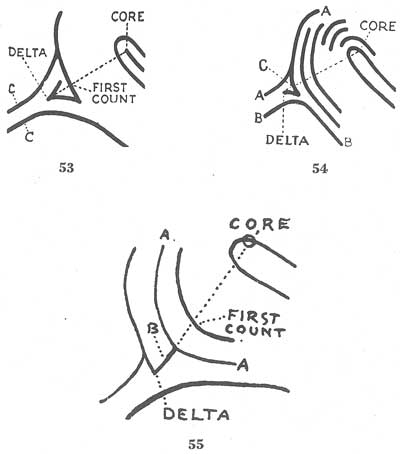 CORE
DELTA
C
FIRST
COUNT
C
53
A
CORE
C
A
B
DELTA
B
54
CORE
A
FIRST
COUNT
B
A
DELTA
55